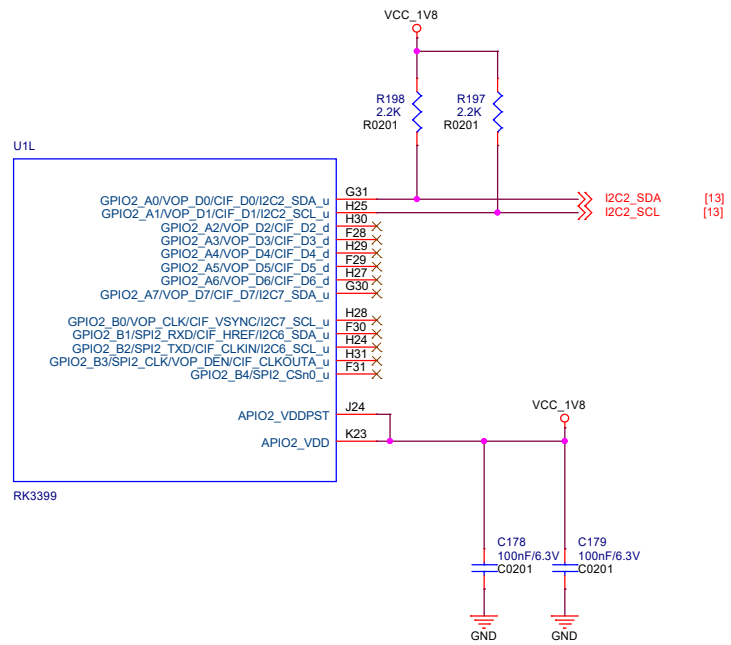 VCC_1V8
R198
2.2K
R0201
R197
2.2K
R0201
U1L
GPIO2_A0/VOP_D0/CIF_D0/I2C2_SDA_u G31 I2C2_SDA [13]
GPIO2_A1/VOP_D1/CIF_D1/I2C2_SCL_u H25 I2C2_SCL [13]
GPIO2_A2/VOP_D2/CIF_D2_d H30
GPIO2_A3/VOP_D3/CIF_D3_d F28
GPIO2_A4/VOP_D4/CIF_D4_d H29
GPIO2_A5/VOP_D5/CIF_D5_d F29
GPIO2_A6/VOP_D6/CIF_D6_d H27
GPIO2_A7/VOP_D7/CIF_D7/I2C7_SDA_u G30
GPIO2_B0/VOP_CLK/CIF_VSYNC/I2C7_SCL_u H28
GPIO2_B1/SPI2_RXD/CIF_HREF/I2C6_SDA_u F30
GPIO2_B2/SPI2_TXD/CIF_CLKIN/I2C6_SCL_u H24
GPIO2_B3/SPI2_CLK/VOP_DEN/CIF_CLKOUTA_u H31
GPIO2_B4/SPI2_CSn0_u F31
APIO2_VDDPST J24
APIO2_VDD K23
VCC_1V8
RK3399
C178
100nF/6.3V
C0201
C179
100nF/6.3V
C0201
GND
GND